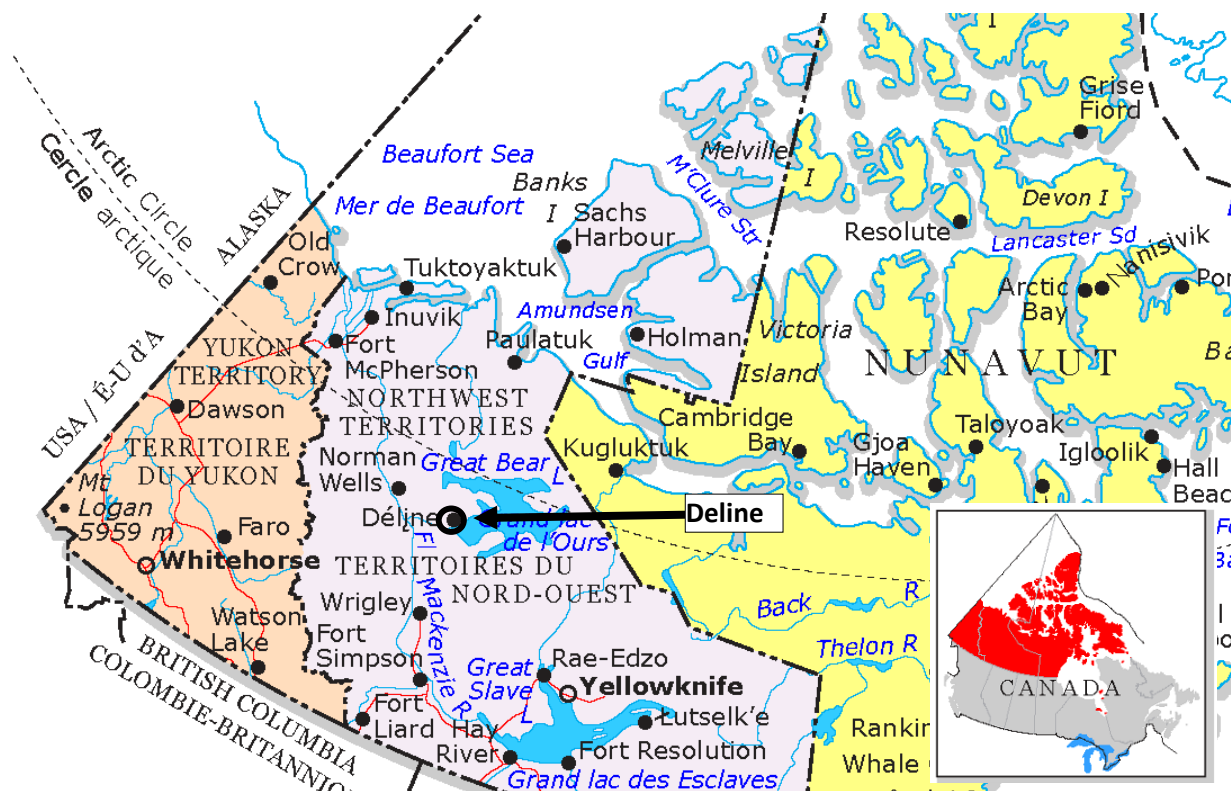 Arctic Circle
Cercle arctique
ALASKA
USA / É-U d'A
Beaufort Sea
Mer de Beaufort
Banks
I
Sachs
Harbour
Melville
I
M'Clure Str
I
Grise
Fiord
Devon I
Resolute
Lancaster Sd
Nanisivik
Arctic
Bay
Old
Crow
Tuktoyaktuk
Inuvik
Fort
McPherson
Amundsen
Gulf
Paulatuk
Holman
Victoria
Island
NUNAVUT
YUKON
TERRITORY
Dawson
TERRITOIRE
DU YUKON
NORTHWEST
TERRITORIES
Norman
Wells
Great Bear
L
Kugluktuk
Cambridge
Bay
Gjoa
Haven
Taloyoak
Igloolik
Hall
Mt
Logan
5959 m
Faro
Whitehorse
Watson
Lake
Déline
Grand lac
de l'Ours
Deline
TERRITOIRES DU
NORD-OUEST
Wrigley
Fl Mackenzie R
Fort
Simpson
Great
Slave
L
Rae-Edzo
Yellowknife
Łutselk'e
Fort
Liard
Hay
River
Fort Resolution
Grand lac des Esclaves
Back R
Thelon R
Whale
BRITISH COLUMBIA
COLOMBIE-BRITANNIQUE
CANADA